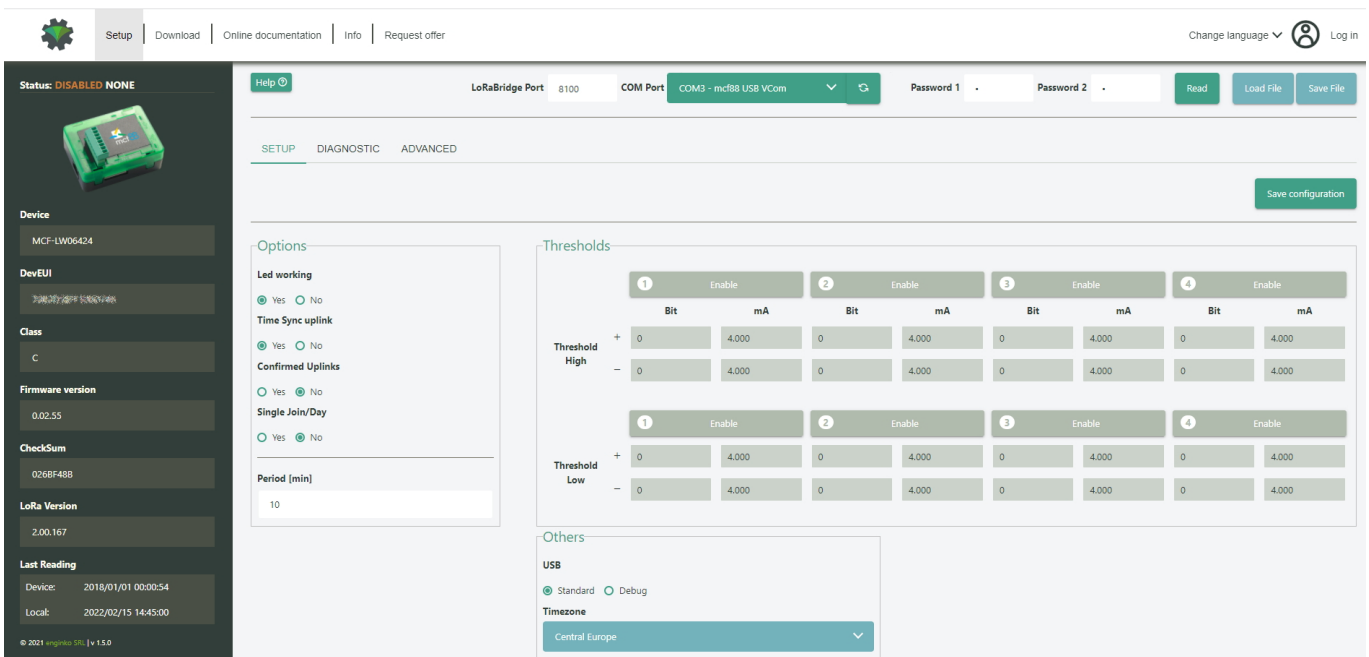 Setup Download Online documentation Info Request offer Change language Log in
Status: DISABLED NONE
Device
MCF-LW06424
DevEUI
Class
C
Firmware version
0.02.55
CheckSum
026BF48B
LoRa Version
2.00.167
Last Reading
Device: 2018/01/01 00:00:54
Local: 2022/02/15 14:45:00
© 2021 enginko SRL | v 1.5.0
Help LoRaBridge Port 8100 COM Port COM3 - mcf88 USB VCom Password 1 - Password 2 - Read Load File Save File
SETUP DIAGNOSTIC ADVANCED
Save configuration
Options
Led working
Yes No
Time Sync uplink
Yes No
Confirmed Uplinks
Yes No
Single Join/Day
Yes No
Period [min]
10
Thresholds
1 Enable 2 Enable 3 Enable 4 Enable
Bit mA Bit mA Bit mA Bit mA
Threshold High
+ 0 4.000 0 4.000 0 4.000 0 4.000
− 0 4.000 0 4.000 0 4.000 0 4.000
1 Enable 2 Enable 3 Enable 4 Enable
Threshold Low
+ 0 4.000 0 4.000 0 4.000 0 4.000
− 0 4.000 0 4.000 0 4.000 0 4.000
Others
USB
Standard Debug
Timezone
Central Europe